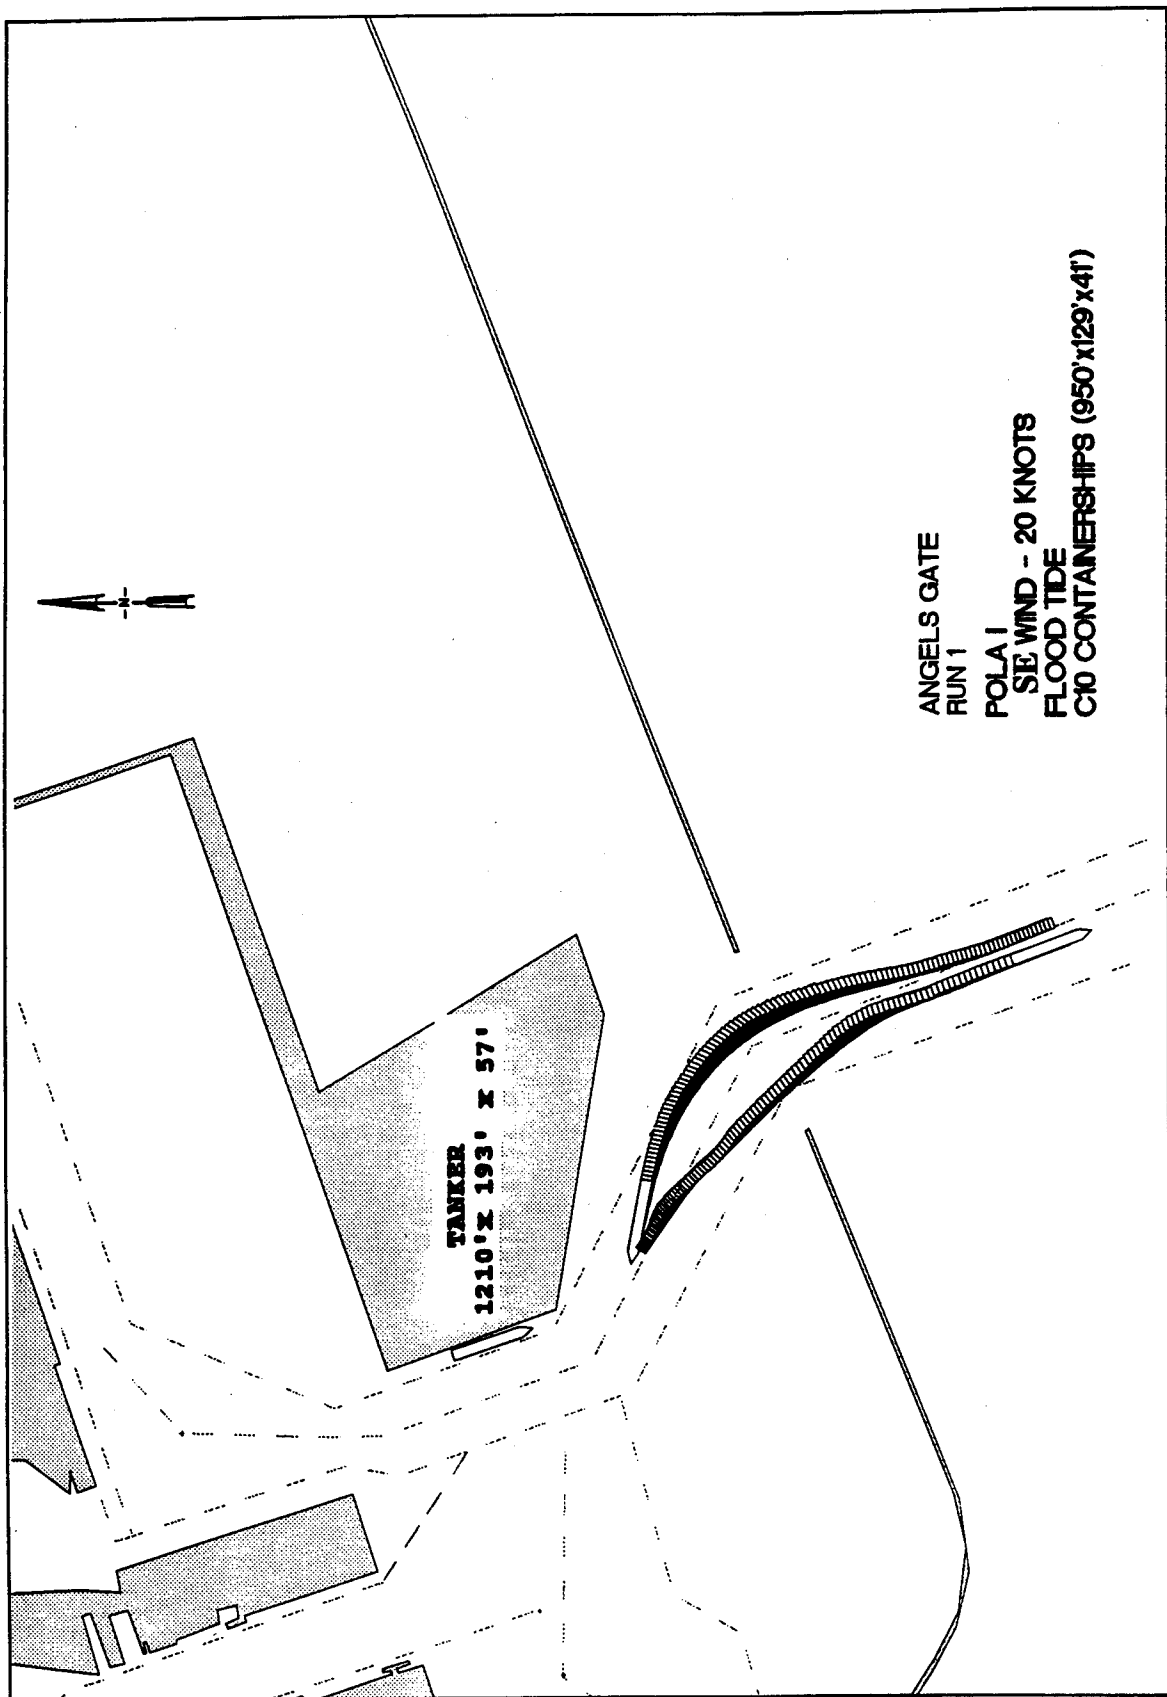 N
TANKER
1210'x 193' x 57'
ANGELS GATE
RUN 1
POLA I
SE WIND - 20 KNOTS
FLOOD TIDE
C10 CONTAINERSHIPS (950'x129'x41')